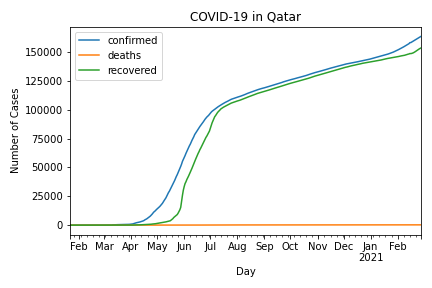 COVID-19 in Qatar
confirmed
deaths
recovered
Number of Cases
150000
125000
100000
75000
50000
25000
0
Feb Mar Apr May Jun Jul Aug Sep Oct Nov Dec Jan Feb
2021
Day